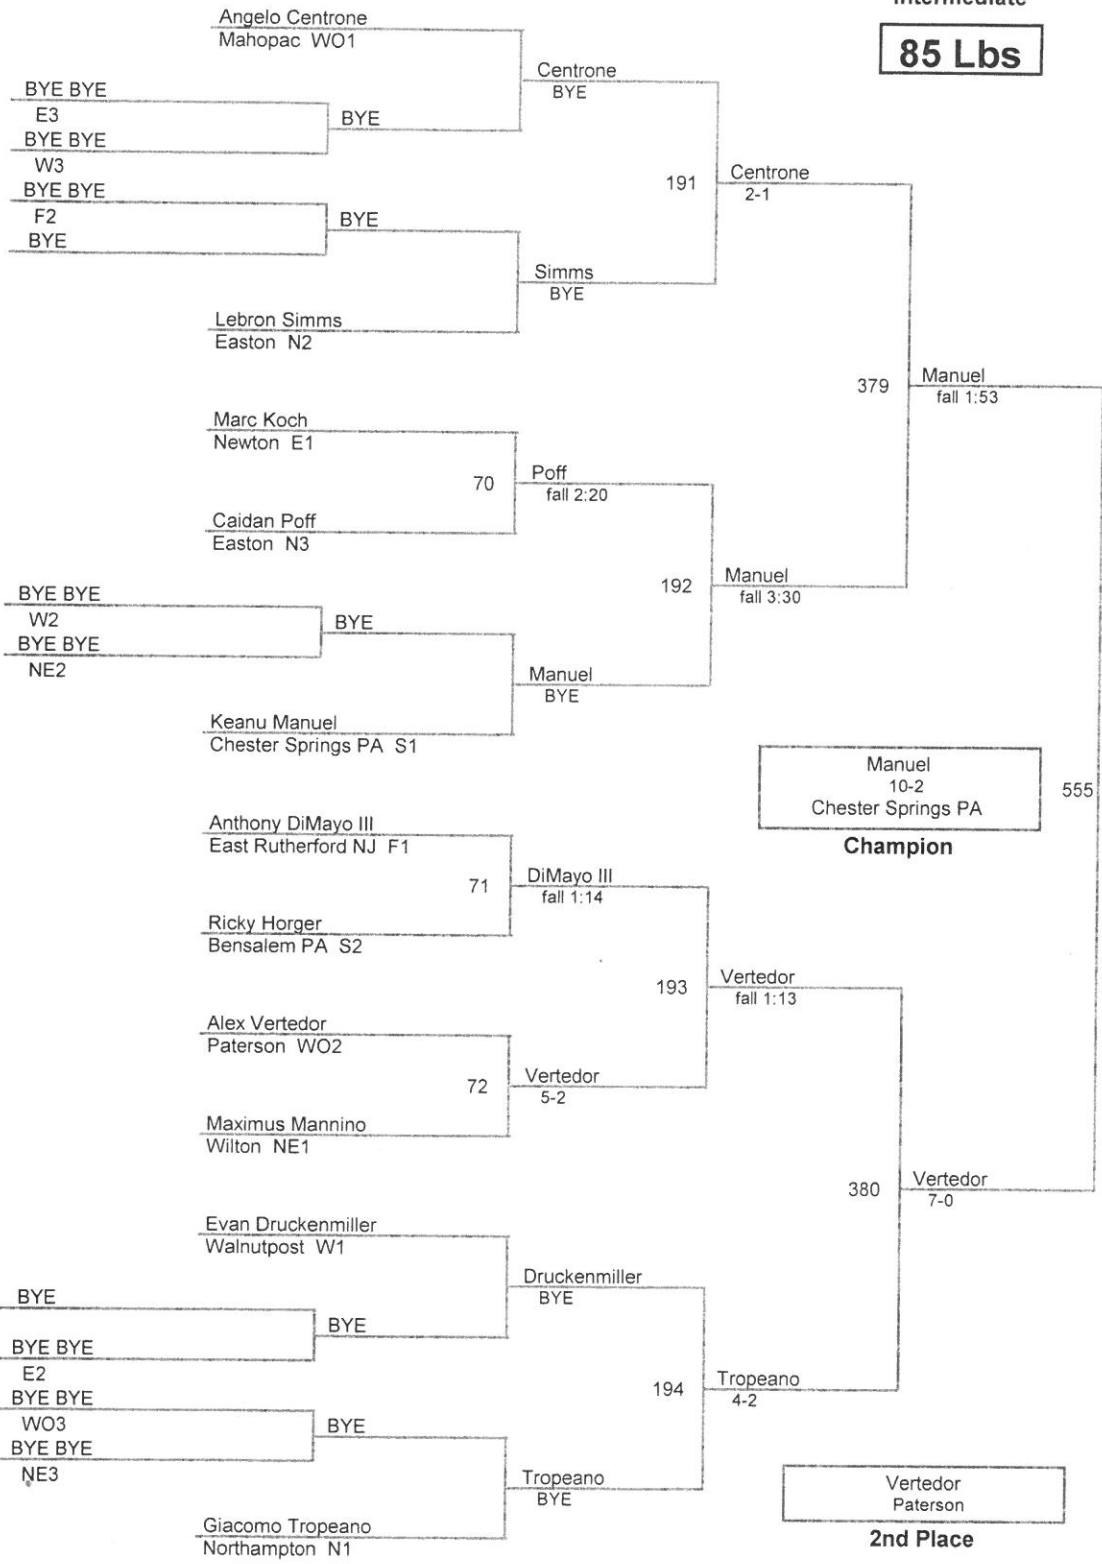 Intermediate
85 Lbs
Angelo Centrone
Mahopac WO1
Centrone
BYE
BYE BYE
E3
BYE
BYE BYE
W3
191
Centrone
2-1
BYE BYE
F2
BYE
BYE
Simms
BYE
Lebron Simms
Easton N2
379
Manuel
fall 1:53
Marc Koch
Newton E1
70
Poff
fall 2:20
Caidan Poff
Easton N3
192
Manuel
fall 3:30
BYE BYE
W2
BYE
BYE BYE
NE2
Manuel
BYE
Keanu Manuel
Chester Springs PA S1
Manuel
10-2
Chester Springs PA
555
Champion
Anthony DiMayo III
East Rutherford NJ F1
71
DiMayo III
fall 1:14
Ricky Horger
Bensalem PA S2
193
Vertedor
fall 1:13
Alex Vertedor
Paterson WO2
72
Vertedor
5-2
Maximus Mannino
Wilton NE1
380
Vertedor
7-0
Evan Druckenmiller
Walnutpost W1
Druckenmiller
BYE
BYE
BYE
BYE BYE
E2
194
Tropeano
4-2
BYE BYE
WO3
BYE
BYE BYE
NE3
Tropeano
BYE
Giacomo Tropeano
Northampton N1
Vertedor
Paterson
2nd Place